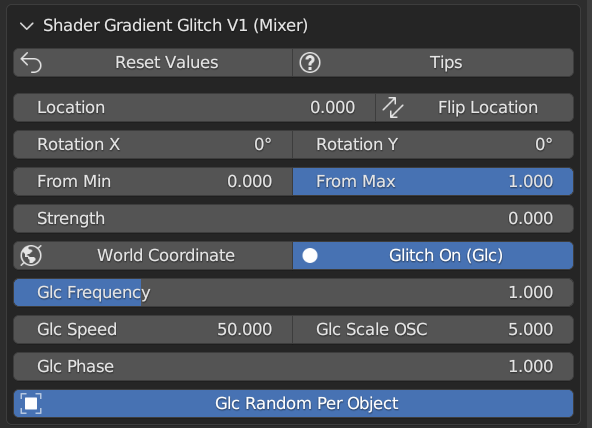 Shader Gradient Glitch V1 (Mixer)
Reset Values Tips
Location 0.000 Flip Location
Rotation X 0° Rotation Y 0°
From Min 0.000 From Max 1.000
Strength 0.000
World Coordinate Glitch On (Glc)
Glc Frequency 1.000
Glc Speed 50.000 Glc Scale OSC 5.000
Glc Phase 1.000
Glc Random Per Object